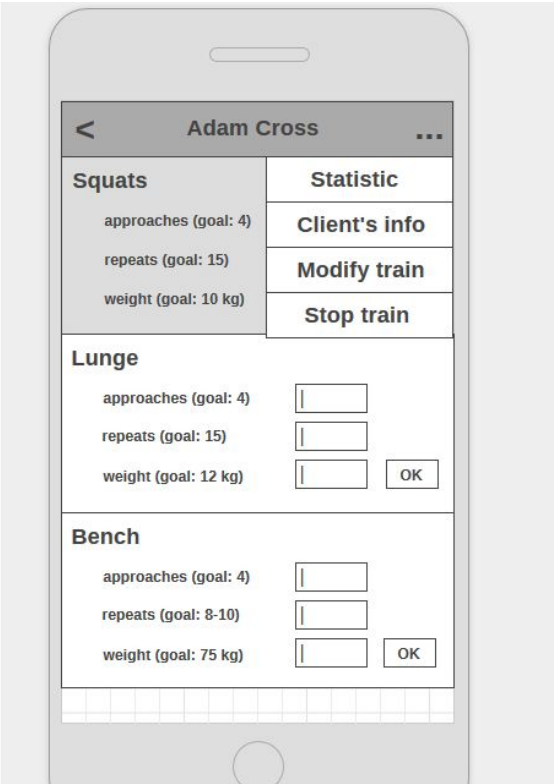 < Adam Cross ...
Squats
approaches (goal: 4)
repeats (goal: 15)
weight (goal: 10 kg)
Statistic
Client's info
Modify train
Stop train
Lunge
approaches (goal: 4)
repeats (goal: 15)
weight (goal: 12 kg) OK
Bench
approaches (goal: 4)
repeats (goal: 8-10)
weight (goal: 75 kg) OK